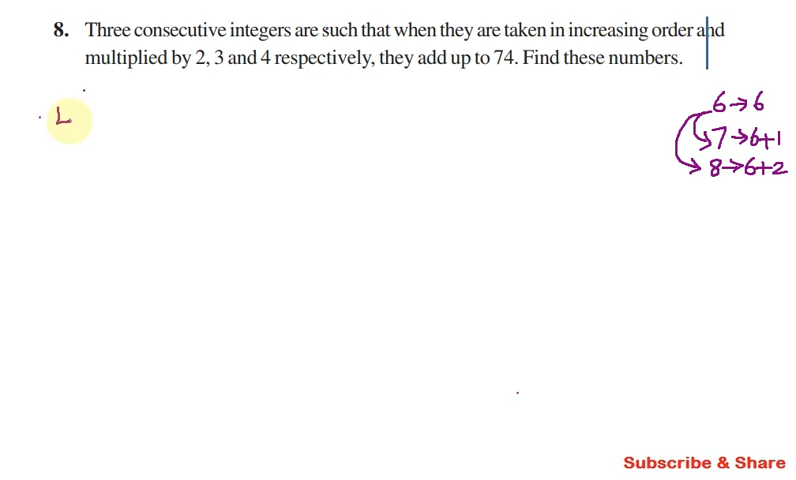 8. Three consecutive integers are such that when they are taken in increasing order and
multiplied by 2, 3 and 4 respectively, they add up to 74. Find these numbers.
L
6→6
7→6+1
8→6+2
Subscribe & Share